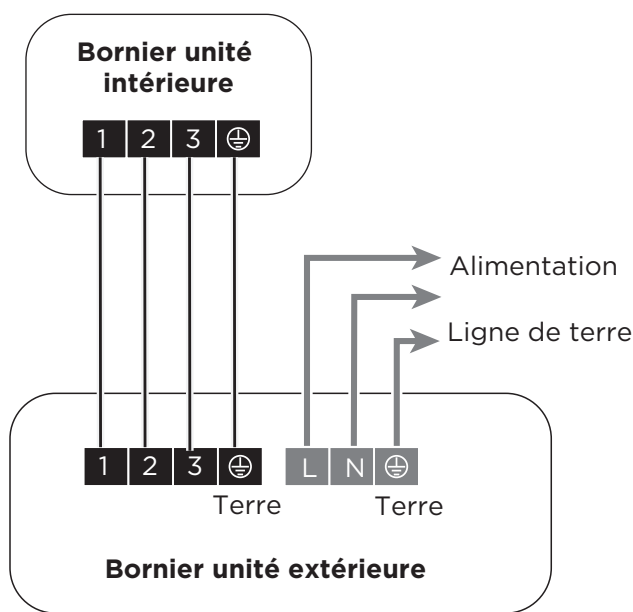 Bornier unité
intérieure
1 2 3
Alimentation
Ligne de terre
1 2 3 L N
Terre Terre
Bornier unité extérieure